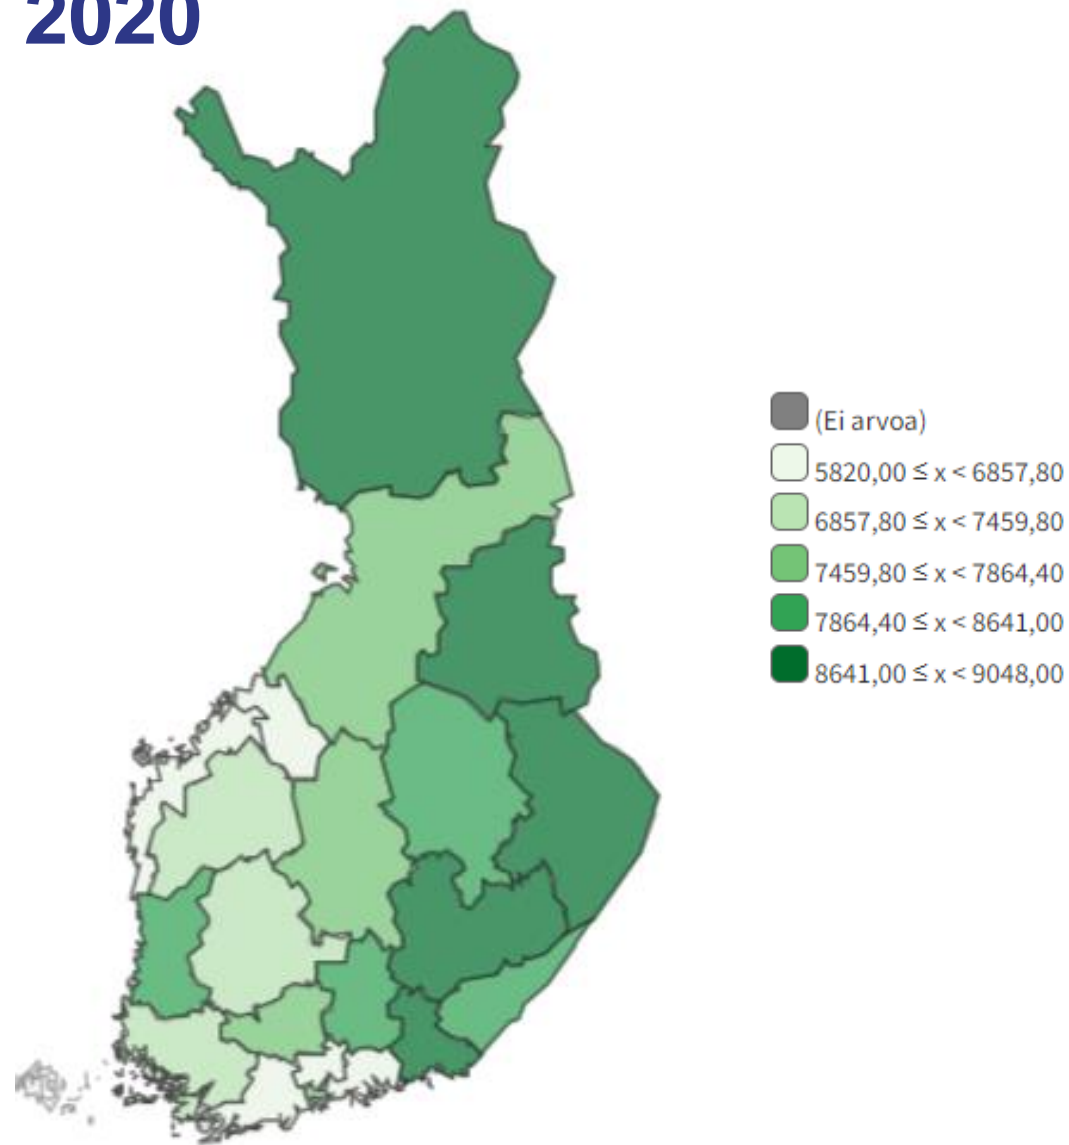 2020
(Ei arvoa)
5820,00 ≤ x < 6857,80
6857,80 ≤ x < 7459,80
7459,80 ≤ x < 7864,40
7864,40 ≤ x < 8641,00
8641,00 ≤ x < 9048,00